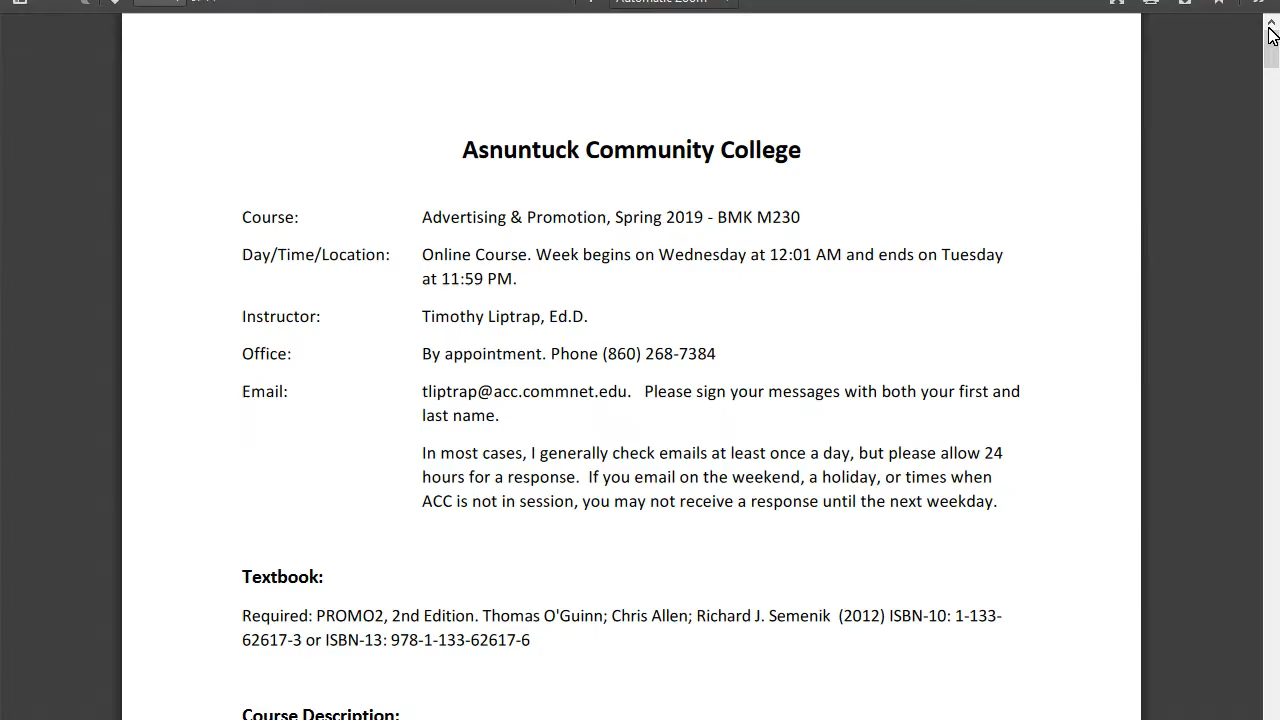 Asnuntuck Community College
Course: Advertising & Promotion, Spring 2019 - BMK M230
Day/Time/Location: Online Course. Week begins on Wednesday at 12:01 AM and ends on Tuesday
at 11:59 PM.
Instructor: Timothy Liptrap, Ed.D.
Office: By appointment. Phone (860) 268-7384
Email: tliptrap@acc.commnet.edu. Please sign your messages with both your first and
last name.
In most cases, I generally check emails at least once a day, but please allow 24
hours for a response. If you email on the weekend, a holiday, or times when
ACC is not in session, you may not receive a response until the next weekday.
Textbook:
Required: PROMO2, 2nd Edition. Thomas O'Guinn; Chris Allen; Richard J. Semenik (2012) ISBN-10: 1-133-
62617-3 or ISBN-13: 978-1-133-62617-6
Course Description: